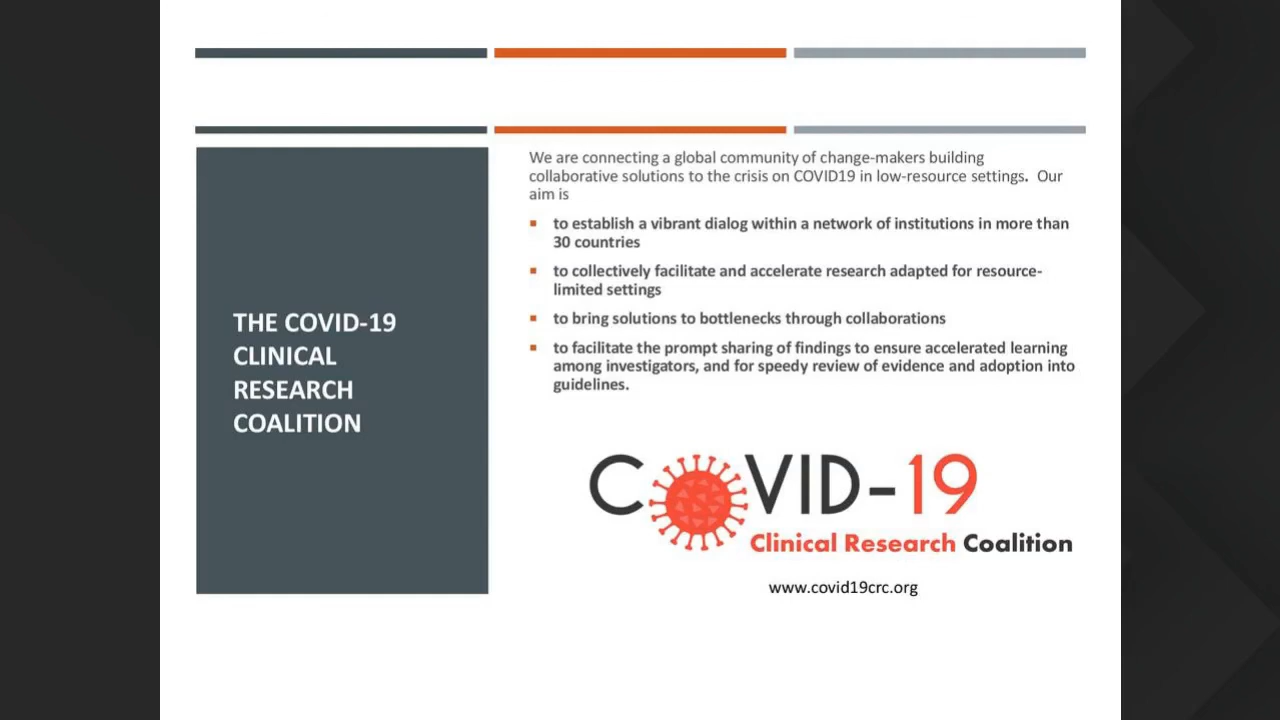 THE COVID-19
CLINICAL
RESEARCH
COALITION
We are connecting a global community of change-makers building
collaborative solutions to the crisis on COVID19 in low-resource settings.  Our
aim is
to establish a vibrant dialog within a network of institutions in more than
30 countries
to collectively facilitate and accelerate research adapted for resource-
limited settings
to bring solutions to bottlenecks through collaborations
to facilitate the prompt sharing of findings to ensure accelerated learning
among investigators, and for speedy review of evidence and adoption into
guidelines.
COVID-19
Clinical Research Coalition
www.covid19crc.org